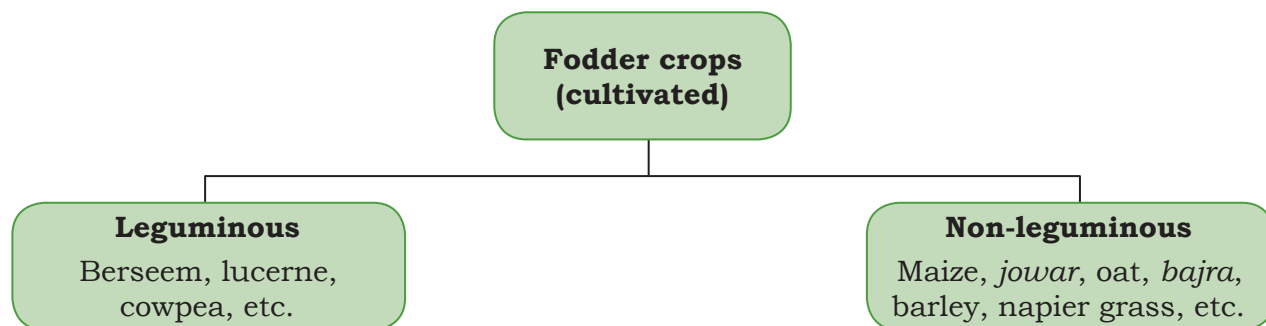 Fodder crops
(cultivated)
Leguminous
Berseem, lucerne,
cowpea, etc.
Non-leguminous
Maize, jowar, oat, bajra,
barley, napier grass, etc.